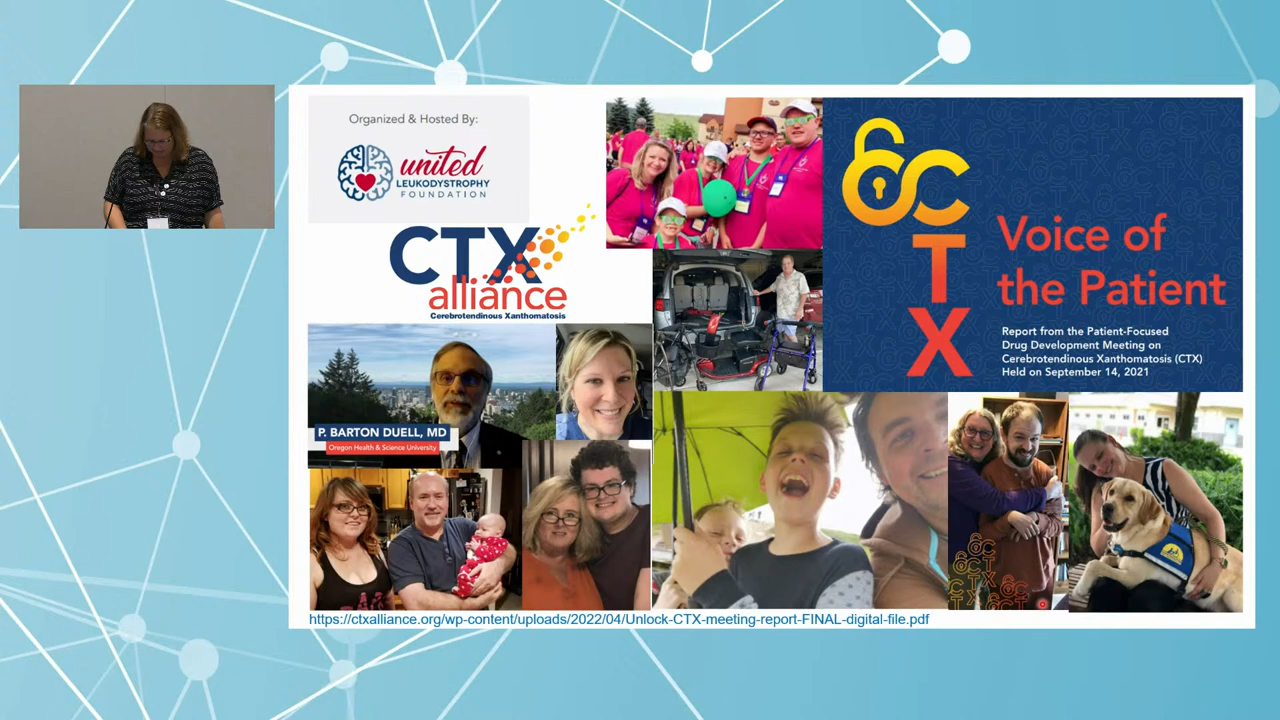 Organized & Hosted By:
united
LEUKODYSTROPHY
FOUNDATION
CTX
alliance
Cerebrotendinous Xanthomatosis
P. BARTON DUELL, MD
Oregon Health & Science University
CTX
Voice of
the Patient
Report from the Patient-Focused
Drug Development Meeting on
Cerebrotendinous Xanthomatosis (CTX)
Held on September 14, 2021
https://ctxalliance.org/wp-content/uploads/2022/04/Unlock-CTX-meeting-report-FINAL-digital-file.pdf